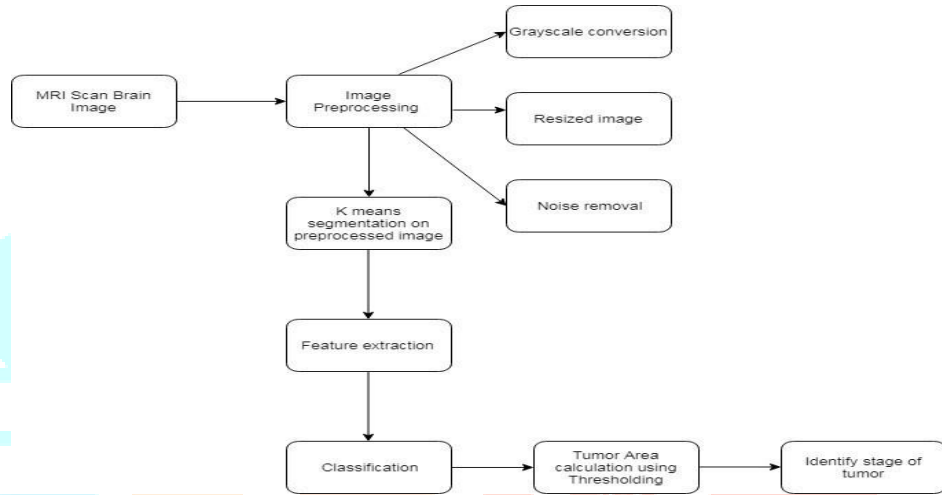 Grayscale conversion
MRI Scan Brain
Image
Image
Preprocessing
Resized image
Noise removal
K means
segmentation on
preprocessed image
Feature extraction
Classification
Tumor Area
calculation using
Thresholding
Identify stage of
tumor